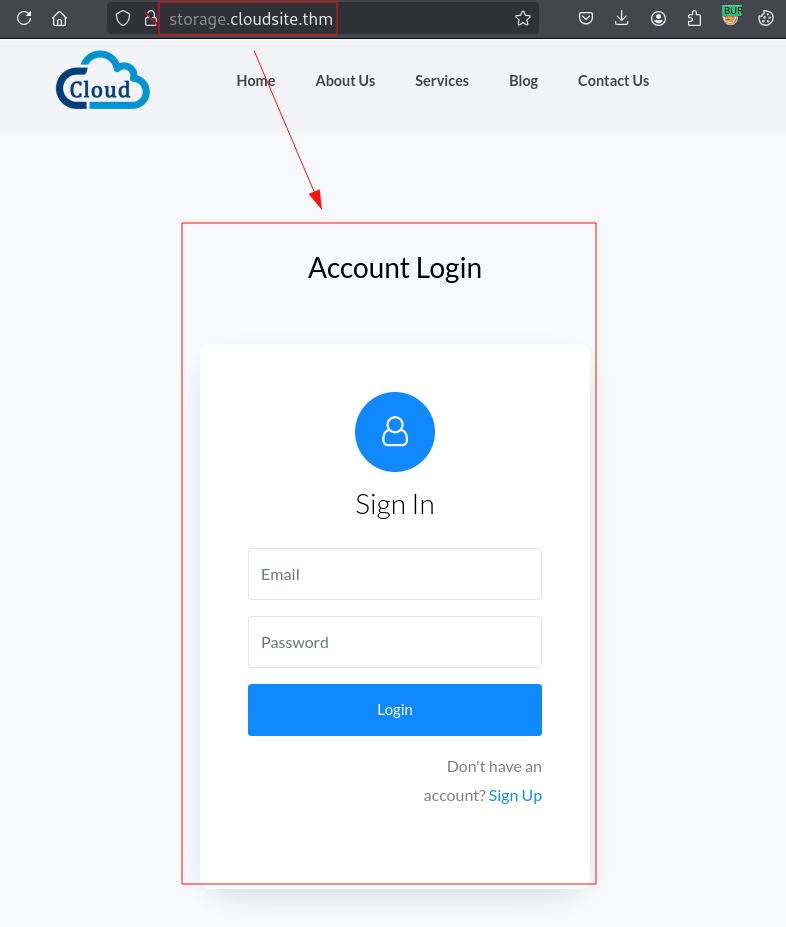 storage.cloudsite.thm
BUR
Cloud
Home About Us Services Blog Contact Us
Account Login
Sign In
Email
Password
Login
Don't have an
account? Sign Up